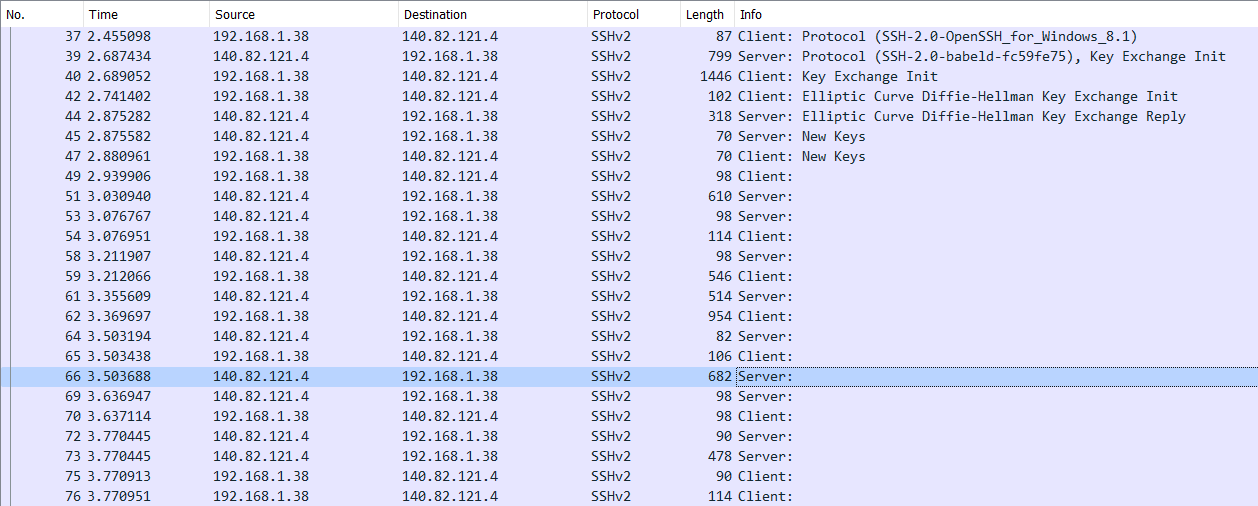 No. Time Source Destination Protocol Length Info
37 2.455098 192.168.1.38 140.82.121.4 SSHv2 87 Client: Protocol (SSH-2.0-OpenSSH_for_Windows_8.1)
39 2.687434 140.82.121.4 192.168.1.38 SSHv2 799 Server: Protocol (SSH-2.0-babeld-fc59fe75), Key Exchange Init
40 2.689052 192.168.1.38 140.82.121.4 SSHv2 1446 Client: Key Exchange Init
42 2.741402 192.168.1.38 140.82.121.4 SSHv2 102 Client: Elliptic Curve Diffie-Hellman Key Exchange Init
44 2.875282 140.82.121.4 192.168.1.38 SSHv2 318 Server: Elliptic Curve Diffie-Hellman Key Exchange Reply
45 2.875582 140.82.121.4 192.168.1.38 SSHv2 70 Server: New Keys
47 2.880961 192.168.1.38 140.82.121.4 SSHv2 70 Client: New Keys
49 2.939906 192.168.1.38 140.82.121.4 SSHv2 98 Client:
51 3.030940 140.82.121.4 192.168.1.38 SSHv2 610 Server:
53 3.076767 140.82.121.4 192.168.1.38 SSHv2 98 Server:
54 3.076951 192.168.1.38 140.82.121.4 SSHv2 114 Client:
58 3.211907 140.82.121.4 192.168.1.38 SSHv2 98 Server:
59 3.212066 192.168.1.38 140.82.121.4 SSHv2 546 Client:
61 3.355609 140.82.121.4 192.168.1.38 SSHv2 514 Server:
62 3.369697 192.168.1.38 140.82.121.4 SSHv2 954 Client:
64 3.503194 140.82.121.4 192.168.1.38 SSHv2 82 Server:
65 3.503438 192.168.1.38 140.82.121.4 SSHv2 106 Client:
66 3.503688 140.82.121.4 192.168.1.38 SSHv2 682 Server:
69 3.636947 140.82.121.4 192.168.1.38 SSHv2 98 Server:
70 3.637114 192.168.1.38 140.82.121.4 SSHv2 98 Client:
72 3.770445 140.82.121.4 192.168.1.38 SSHv2 90 Server:
73 3.770445 140.82.121.4 192.168.1.38 SSHv2 478 Server:
75 3.770913 192.168.1.38 140.82.121.4 SSHv2 90 Client:
76 3.770951 192.168.1.38 140.82.121.4 SSHv2 114 Client: